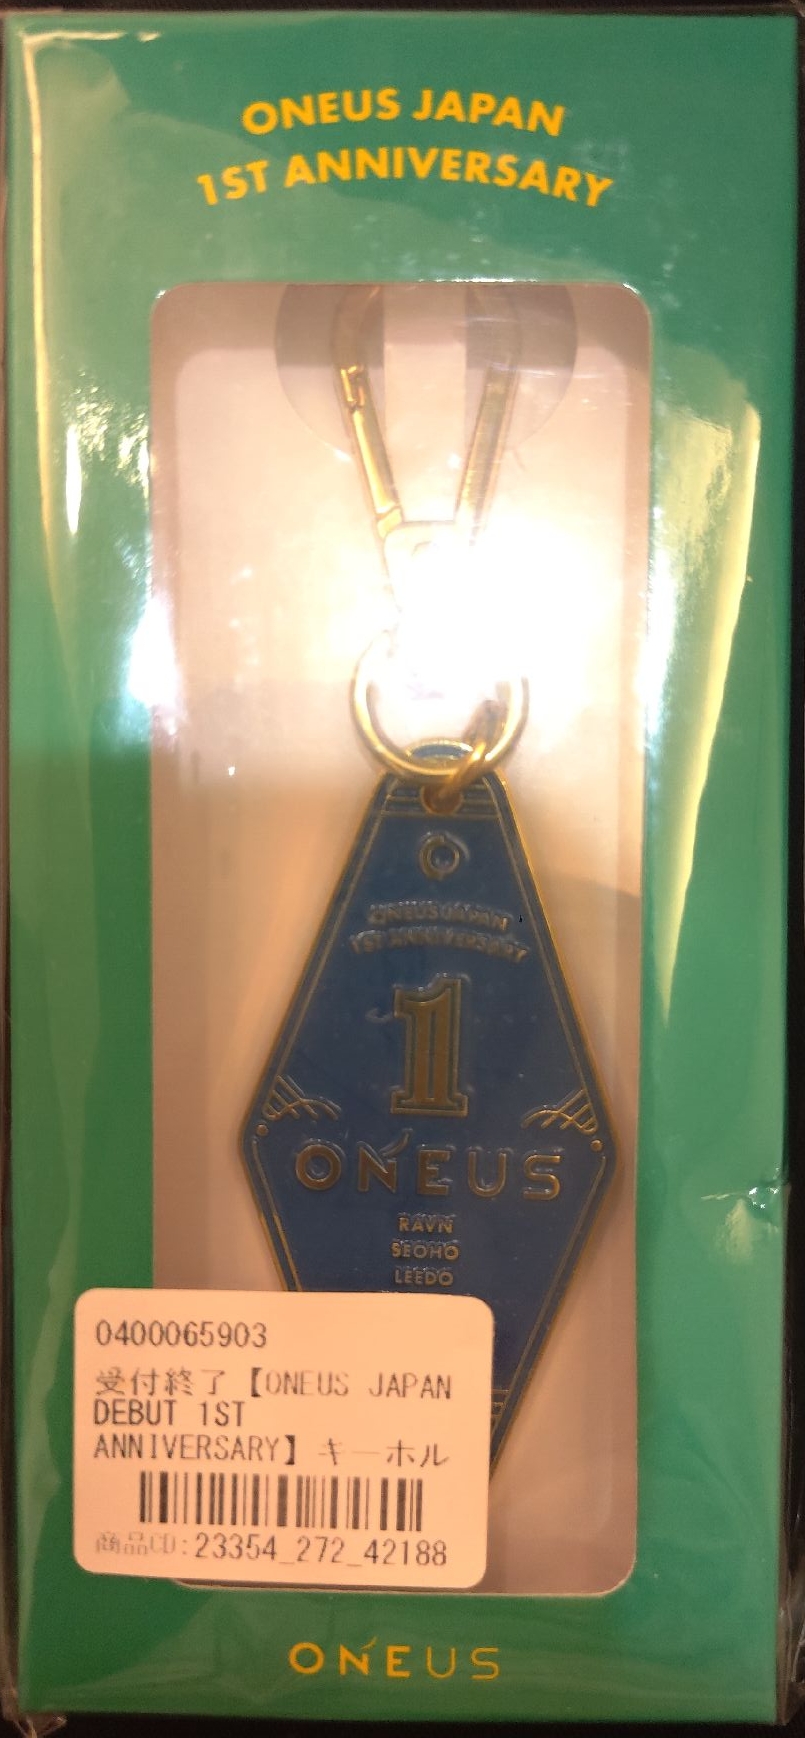 ONEUS JAPAN
1ST ANNIVERSARY
ONEUS JAPAN
1ST ANNIVERSARY
1
ONEUS
RAVN
SEOHO
LEEDO
0400065903
受付終了【ONEUS JAPAN
DEBUT 1ST
ANNIVERSARY】キーホル
商品CD:23354_272_42188
ONEUS